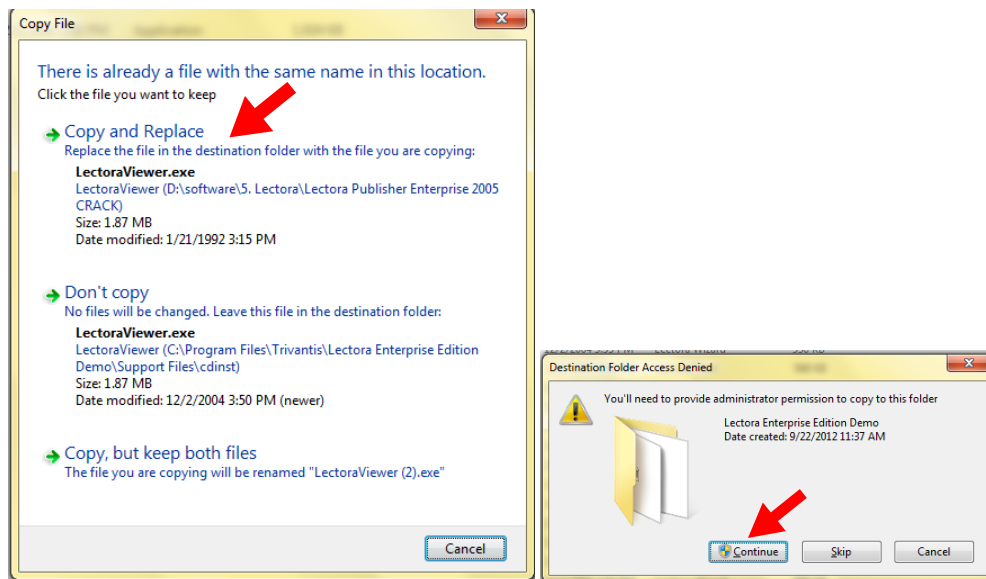 Copy File
There is already a file with the same name in this location.
Click the file you want to keep
Copy and Replace
Replace the file in the destination folder with the file you are copying:
LectoraViewer.exe
LectoraViewer (D:\software\5. Lectora\Lectora Publisher Enterprise 2005
CRACK)
Size: 1.87 MB
Date modified: 1/21/1992 3:15 PM
Don't copy
No files will be changed. Leave this file in the destination folder:
LectoraViewer.exe
LectoraViewer (C:\Program Files\Trivantis\Lectora Enterprise Edition
Demo\Support Files\cdinst)
Size: 1.87 MB
Date modified: 12/2/2004 3:50 PM (newer)
Copy, but keep both files
The file you are copying will be renamed "LectoraViewer (2).exe"
Cancel
Destination Folder Access Denied
You'll need to provide administrator permission to copy to this folder
Lectora Enterprise Edition Demo
Date created: 9/22/2012 11:37 AM
Continue
Skip
Cancel